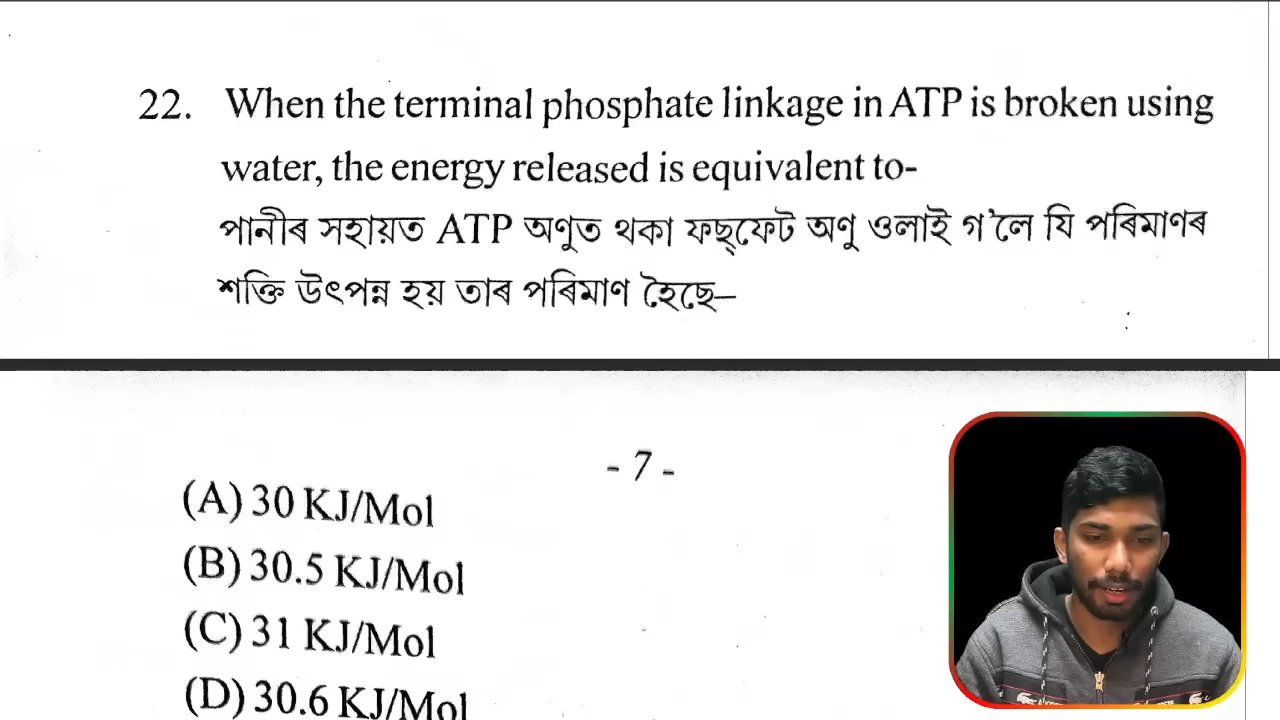 22. When the terminal phosphate linkage in ATP is broken using
water, the energy released is equivalent to-
পানীৰ সহায়ত ATP অণুত থকা ফছ্ফেট অণু ওলাই গ'লে যি পৰিমাণৰ
শক্তি উৎপন্ন হয় তাৰ পৰিমাণ হৈছে–
- 7 -
(A) 30 KJ/Mol
(B) 30.5 KJ/Mol
(C) 31 KJ/Mol
(D) 30.6 KJ/Mol